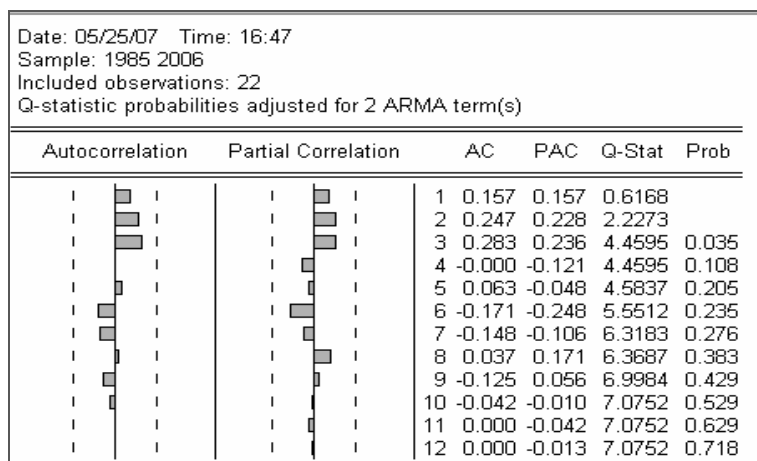 Date: 05/25/07 Time: 16:47
Sample: 1985 2006
Included observations: 22
Q-statistic probabilities adjusted for 2 ARMA term(s)
Autocorrelation Partial Correlation AC PAC Q-Stat Prob
1 0.157 0.157 0.6168
2 0.247 0.228 2.2273
3 0.283 0.236 4.4595 0.035
4 -0.000 -0.121 4.4595 0.108
5 0.063 -0.048 4.5837 0.205
6 -0.171 -0.248 5.5512 0.235
7 -0.148 -0.106 6.3183 0.276
8 0.037 0.171 6.3687 0.383
9 -0.125 0.056 6.9984 0.429
10 -0.042 -0.010 7.0752 0.529
11 0.000 -0.042 7.0752 0.629
12 0.000 -0.013 7.0752 0.718